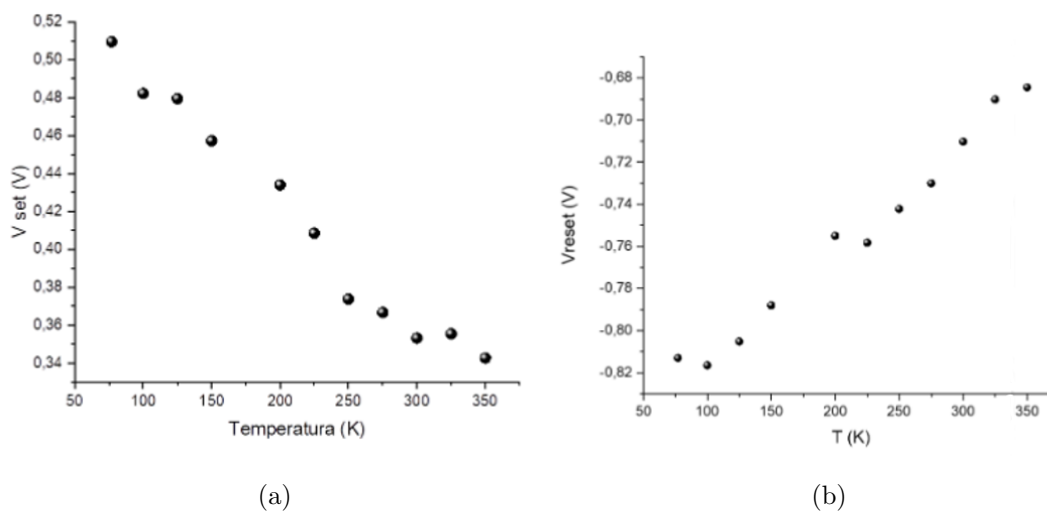 0,52
0,50
0,48
0,46
0,44
0,42
0,40
0,38
0,36
0,34
V set (V)
50 100 150 200 250 300 350
Temperatura (K)
(a)
-0,68
-0,70
-0,72
-0,74
-0,76
-0,78
-0,80
-0,82
Vreset (V)
50 100 150 200 250 300 350
T (K)
(b)